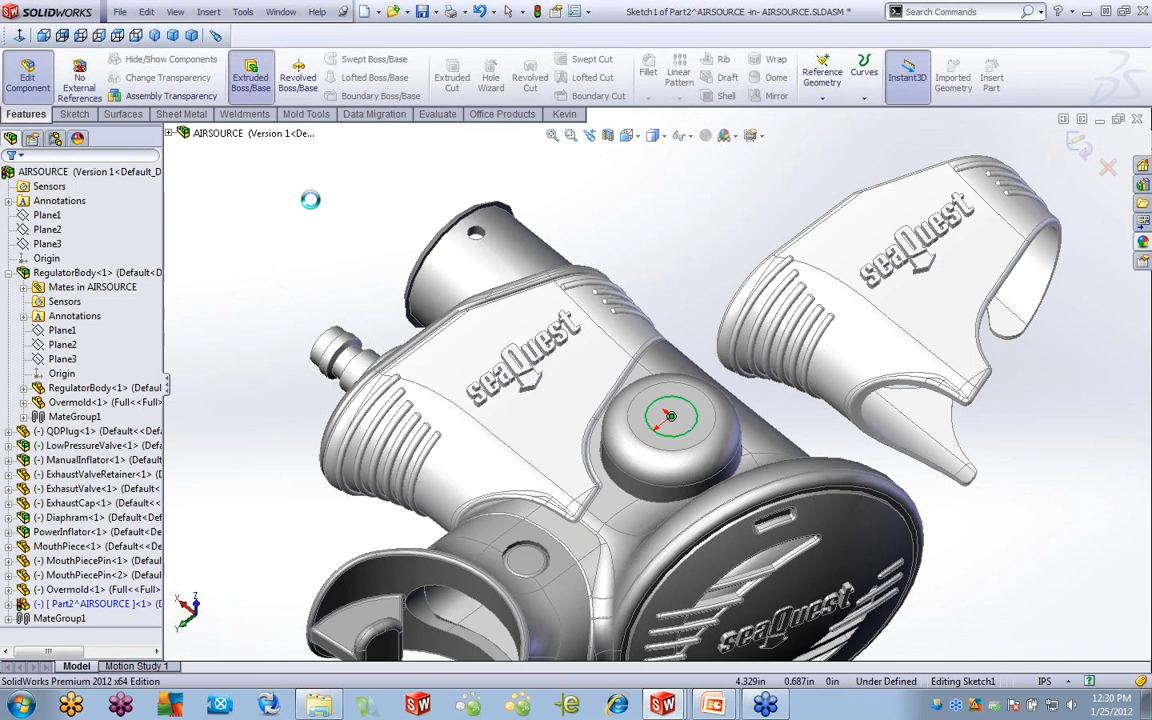 SOLIDWORKS File Edit View Insert Tools Window Help Sketch1 of Part2^AIRSOURCE -in- AIRSOURCE.SLDASM * Search Commands
Edit Component
No External References
Hide/Show Components
Change Transparency
Assembly Transparency
Extruded Boss/Base
Revolved Boss/Base
Swept Boss/Base
Lofted Boss/Base
Boundary Boss/Base
Extruded Cut
Hole Wizard
Revolved Cut
Swept Cut
Lofted Cut
Boundary Cut
Fillet
Linear Pattern
Rib
Draft
Shell
Wrap
Dome
Mirror
Reference Geometry
Curves
Instant3D
Imported Geometry
Insert Part
Features Sketch Surfaces Sheet Metal Weldments Mold Tools Data Migration Evaluate Office Products Kevin
AIRSOURCE (Version 1<De...
AIRSOURCE (Version 1<Default_D
Sensors
Annotations
Plane1
Plane2
Plane3
Origin
RegulatorBody<1> (Default<D
Mates in AIRSOURCE
Sensors
Annotations
Plane1
Plane2
Plane3
Origin
RegulatorBody<1> (Defaul
Overmold<1> (Full<<Full>
MateGroup1
(-) QDPlug<1> (Default<<Def
(-) LowPressureValve<1> (Def
(-) ManualInflator<1> (Default
(-) ExhaustValveRetainer<1> (D
(-) ExhasutValve<1> (Default<
(-) ExhaustCap<1> (Default<<
(-) Diaphram<1> (Default<Def
PowerInflator<1> (Default<D
MouthPiece<1> (Default<<De
(-) MouthPiecePin<1> (Defaul
(-) MouthPiecePin<2> (Defaul
(-) Overmold<1> (Full<<Full>
(-) [ Part2^AIRSOURCE ]<1> (D
MateGroup1
seaQuest
seaQuest
seaQuest
X Z Y
Model Motion Study 1
SolidWorks Premium 2012 x64 Edition 4.329in 0.687in 0in Under Defined Editing Sketch1 IPS
12:30 PM
1/25/2012